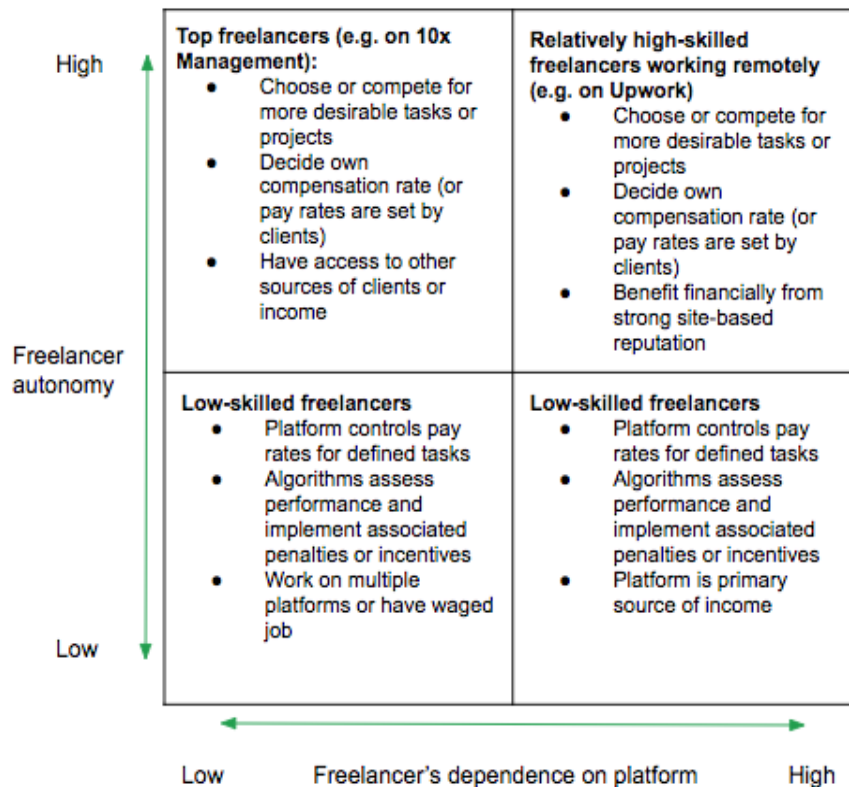 High
Freelancer
autonomy
Low
Top freelancers (e.g. on 10x
Management):
● Choose or compete for
more desirable tasks or
projects
● Decide own
compensation rate (or
pay rates are set by
clients)
● Have access to other
sources of clients or
income
Relatively high-skilled
freelancers working remotely
(e.g. on Upwork)
● Choose or compete for
more desirable tasks or
projects
● Decide own
compensation rate (or
pay rates are set by
clients)
● Benefit financially from
strong site-based
reputation
Low-skilled freelancers
● Platform controls pay
rates for defined tasks
● Algorithms assess
performance and
implement associated
penalties or incentives
● Work on multiple
platforms or have waged
job
Low-skilled freelancers
● Platform controls pay
rates for defined tasks
● Algorithms assess
performance and
implement associated
penalties or incentives
● Platform is primary
source of income
Low Freelancer's dependence on platform High